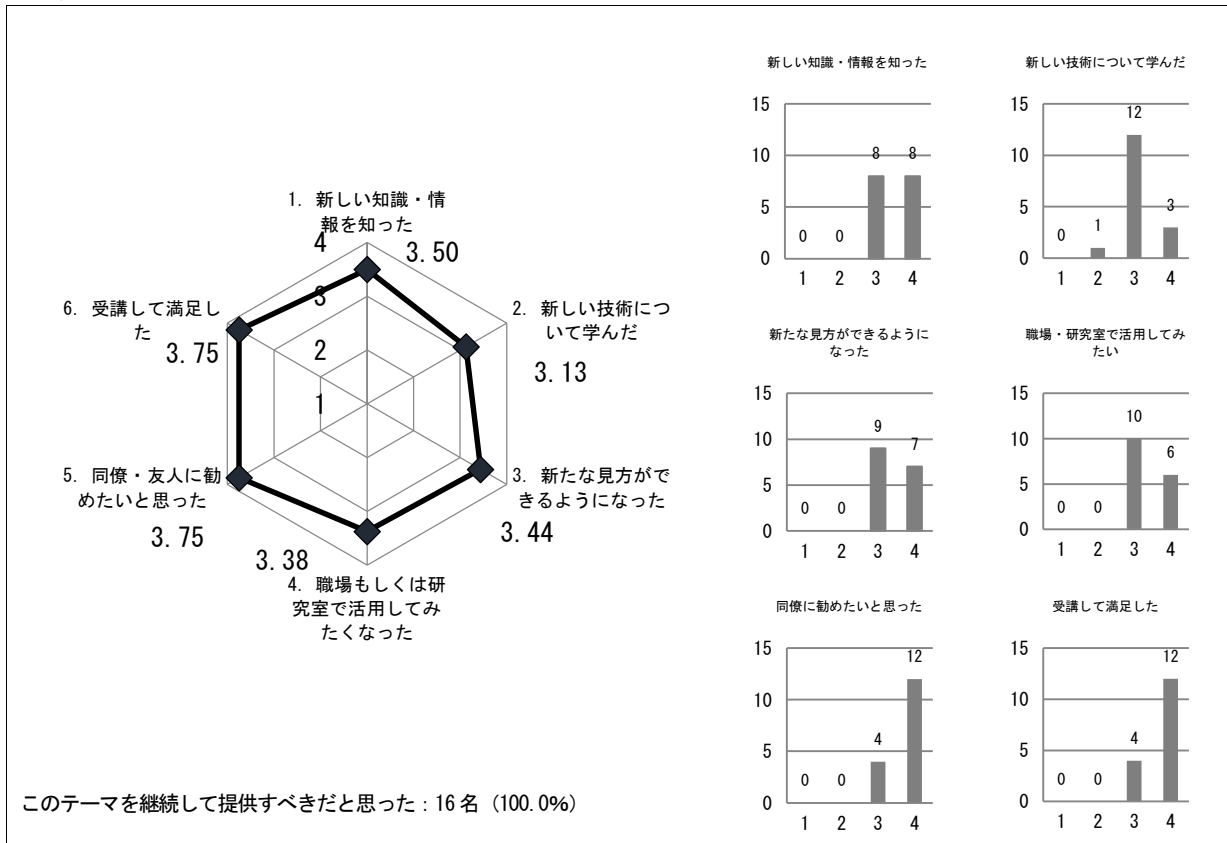 1. 新しい知識・情
報を知った
4
3.50
3
2
1
2. 新しい技術につ
いて学んだ
3.13
3. 新たな見方がで
きるようになった
3.44
4. 職場もしくは研
究室で活用してみ
たくなった
3.38
5. 同僚・友人に勧
めたいと思った
3.75
6. 受講して満足し
た
3.75
このテーマを継続して提供すべきだと思った：16名（100.0%）
新しい知識・情報を知った
15
10
5
0
0 0 8 8
1 2 3 4
新しい技術について学んだ
15
10
5
0
0 1 12 3
1 2 3 4
新たな見方ができるように
なった
15
10
5
0
0 0 9 7
1 2 3 4
職場・研究室で活用してみ
たい
15
10
5
0
0 0 10 6
1 2 3 4
同僚に勧めたいと思った
15
10
5
0
0 0 4 12
1 2 3 4
受講して満足した
15
10
5
0
0 0 4 12
1 2 3 4